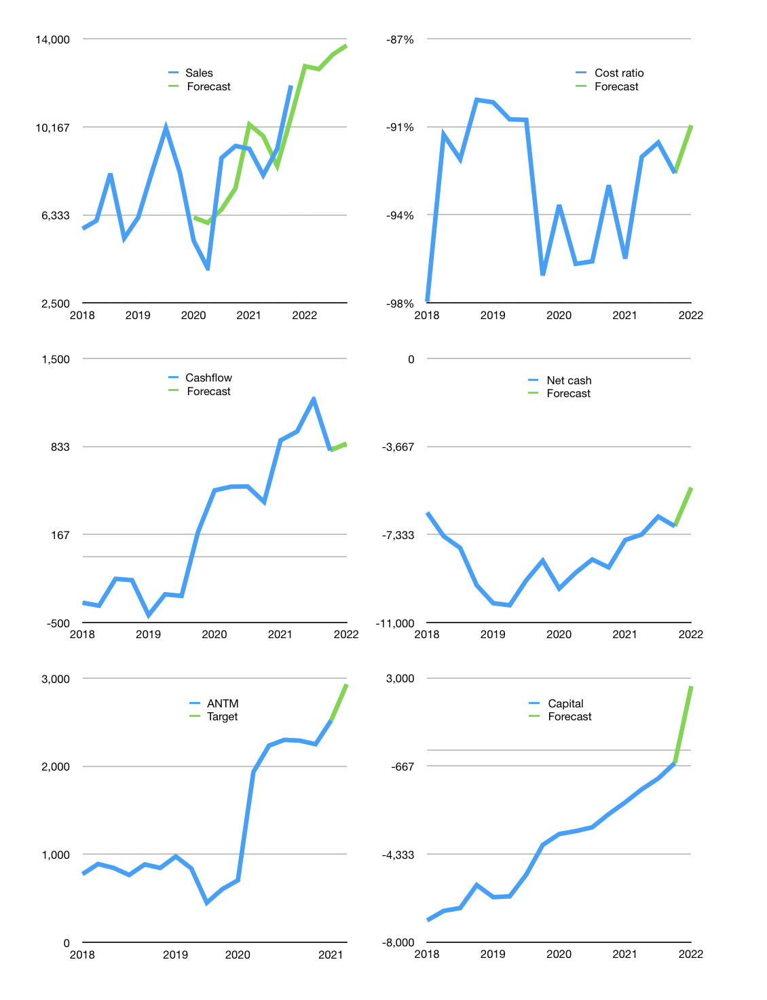 14,000
Sales
Forecast
10,167
6,333
2,500
2018 2019 2020 2021 2022
-87%
Cost ratio
Forecast
-91%
-94%
-98%
2018 2019 2020 2021 2022
1,500
Cashflow
Forecast
833
167
-500
2018 2019 2020 2021 2022
0
Net cash
Forecast
-3,667
-7,333
-11,000
2018 2019 2020 2021 2022
3,000
ANTM
Target
2,000
1,000
0
2018 2019 2020 2021
3,000
Capital
Forecast
-667
-4,333
-8,000
2018 2019 2020 2021 2022